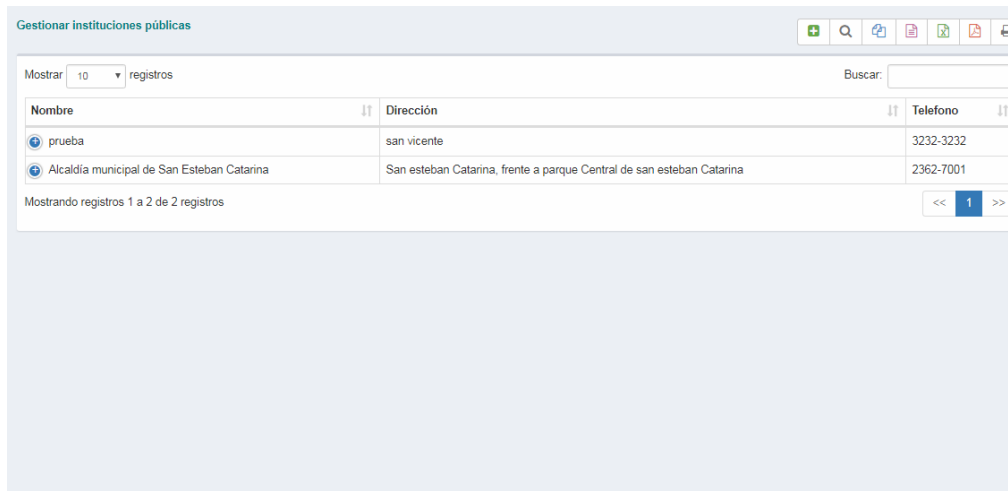 Gestionar instituciones públicas
Mostrar 10 registros
Buscar:
Nombre Dirección Telefono
prueba san vicente 3232-3232
Alcaldía municipal de San Esteban Catarina San esteban Catarina, frente a parque Central de san esteban Catarina 2362-7001
Mostrando registros 1 a 2 de 2 registros
<< 1 >>